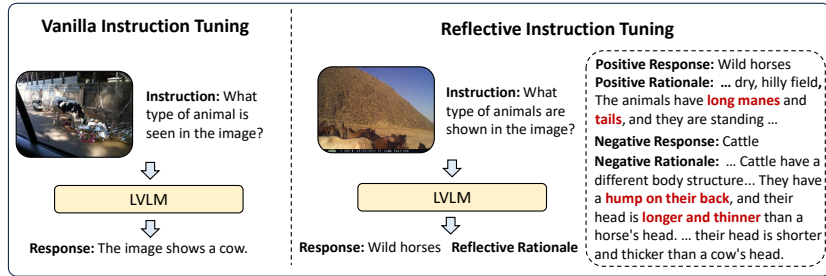 Vanilla Instruction Tuning
Instruction: What
type of animal is
seen in the image?
LVLM
Response: The image shows a cow.
Reflective Instruction Tuning
Instruction: What
type of animals are
shown in the image?
LVLM
Response: Wild horses Reflective Rationale
Positive Response: Wild horses
Positive Rationale: ... dry, hilly field,
The animals have long manes and
tails, and they are standing ...
Negative Response: Cattle
Negative Rationale: ... Cattle have a
different body structure... They have
a hump on their back, and their
head is longer and thinner than a
horse's head. ... their head is shorter
and thicker than a cow's head.